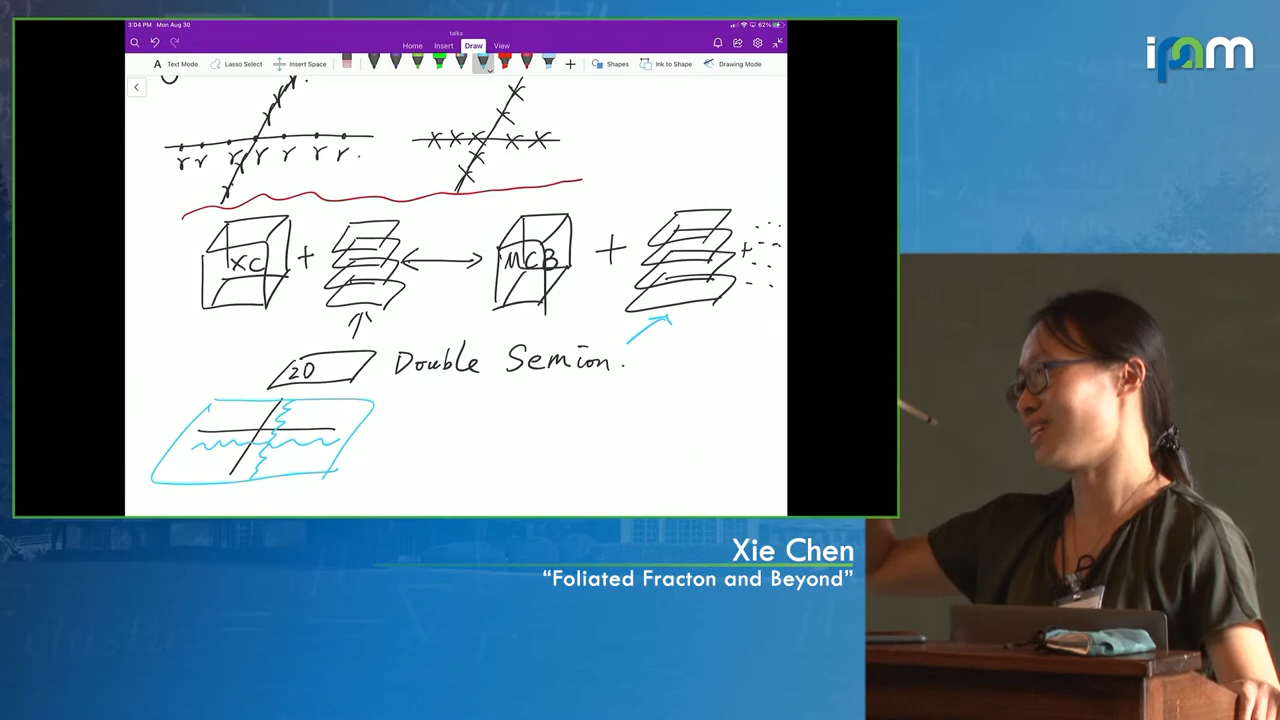 3:04 PM Mon Aug 30
62%
talks
Home Insert Draw View
Text Mode Lasso Select Insert Space Shapes Ink to Shape Drawing Mode
r r r r r r r
r
x x x x x
x x x x
XC + ↔ MCB + +
2D Double Semion.
ipam
Xie Chen
"Foliated Fracton and Beyond"